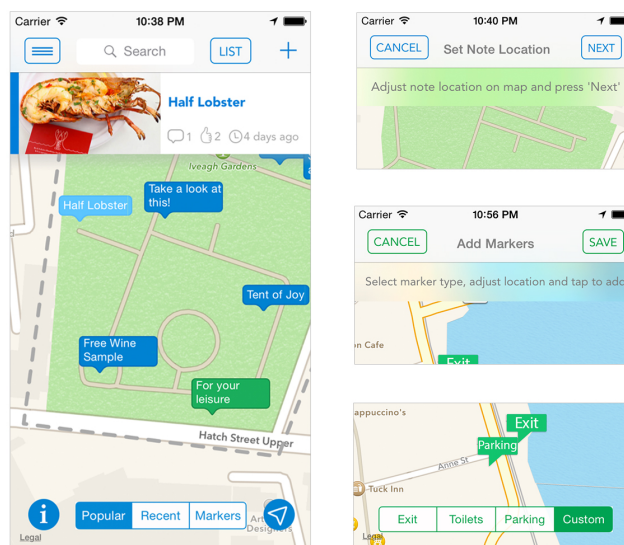 Carrier 10:38 PM
Search LIST
Half Lobster
1 2 4 days ago
Iveagh Gardens
Take a look at
this!
Half Lobster
Tent of Joy
Free Wine
Sample
For your
leisure
Hatch Street Upper
Popular Recent Markers
Legal
Carrier 10:40 PM
CANCEL Set Note Location NEXT
Adjust note location on map and press 'Next'
Carrier 10:56 PM
CANCEL Add Markers SAVE
Select marker type, adjust location and tap to add
n Cafe
Exit
appuccino's
Exit
Parking
Anne St
Tuck Inn
Exit Toilets Parking Custom
Legal